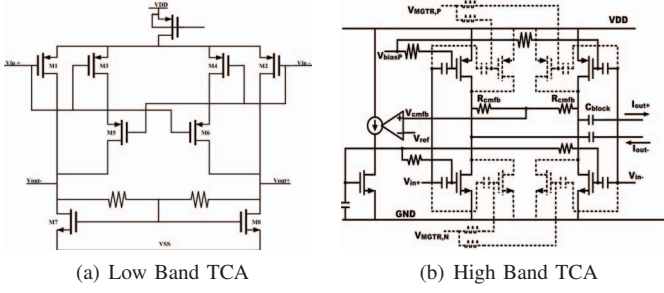 VDD
Vin+
M1
M3
M4
M2
Vin-
M5
M6
Vout-
Vout+
M7
M8
VSS
(a) Low Band TCA
VMGTR,P
VDD
VbiasP
Rcmfb
Rcmfb
Cblock
Iout+
Vcmfb
Vref
Iout-
Vin+
Vin-
GND
VMGTR,N
(b) High Band TCA